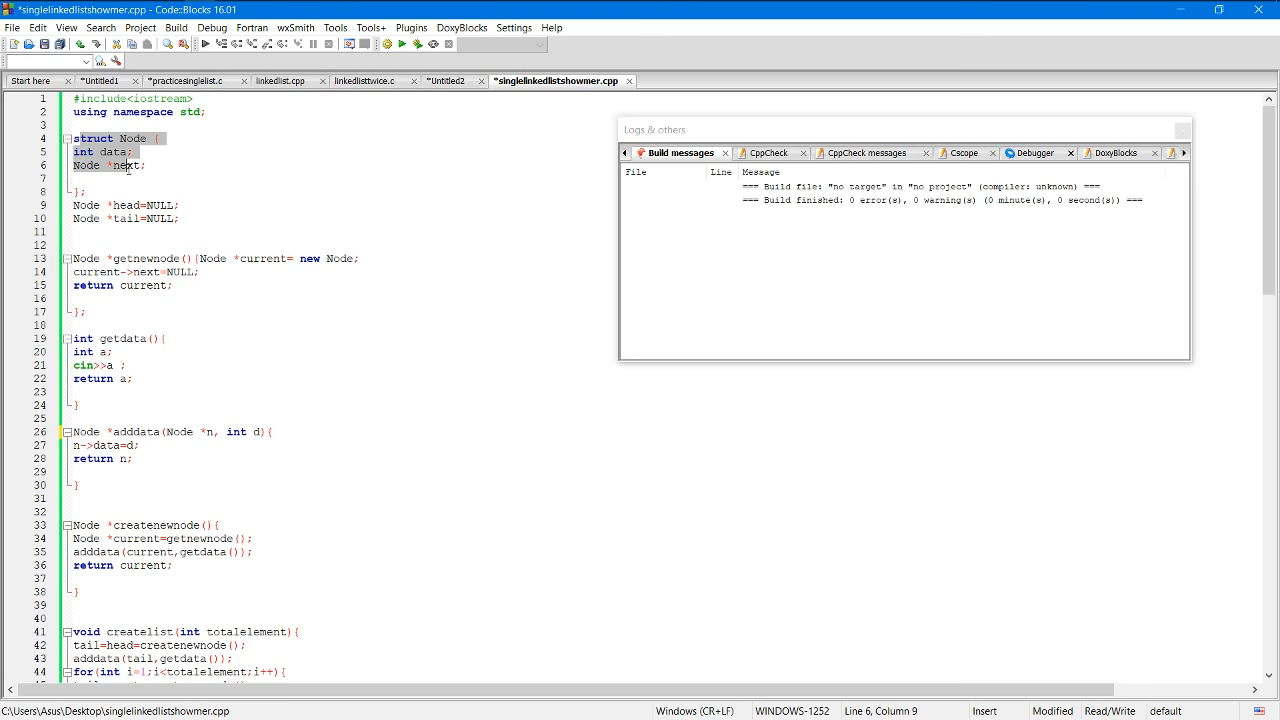 *singlelinkedlistshowmer.cpp - Code::Blocks 16.01
File Edit View Search Project Build Debug Fortran wxSmith Tools Tools+ Plugins DoxyBlocks Settings Help
Start here *Untitled1 *practicesinglelist.c linkedlist.cpp linkedlisttwice.c *Untitled2 *singlelinkedlistshowmer.cpp
1 #include<iostream>
2 using namespace std;
3
4 struct Node {
5 int data;
6 Node *next;
7
8 };
9 Node *head=NULL;
10 Node *tail=NULL;
11
12
13 Node *getnewnode(){Node *current= new Node;
14 current->next=NULL;
15 return current;
16
17 };
18
19 int getdata(){
20 int a;
21 cin>>a ;
22 return a;
23
24 }
25
26 Node *adddata(Node *n, int d){
27 n->data=d;
28 return n;
29
30 }
31
32
33 Node *createnewnode(){
34 Node *current=getnewnode();
35 adddata(current,getdata());
36 return current;
37
38 }
39
40
41 void createlist(int totalelement){
42 tail=head=createnewnode();
43 adddata(tail,getdata());
44 for(int i=1;i<totalelement;i++){
Logs & others
Build messages CppCheck CppCheck messages Cscope Debugger DoxyBlocks
File Line Message
=== Build file: "no target" in "no project" (compiler: unknown) ===
=== Build finished: 0 error(s), 0 warning(s) (0 minute(s), 0 second(s)) ===
C:\Users\Asus\Desktop\singlelinkedlistshowmer.cpp Windows (CR+LF) WINDOWS-1252 Line 6, Column 9 Insert Modified Read/Write default